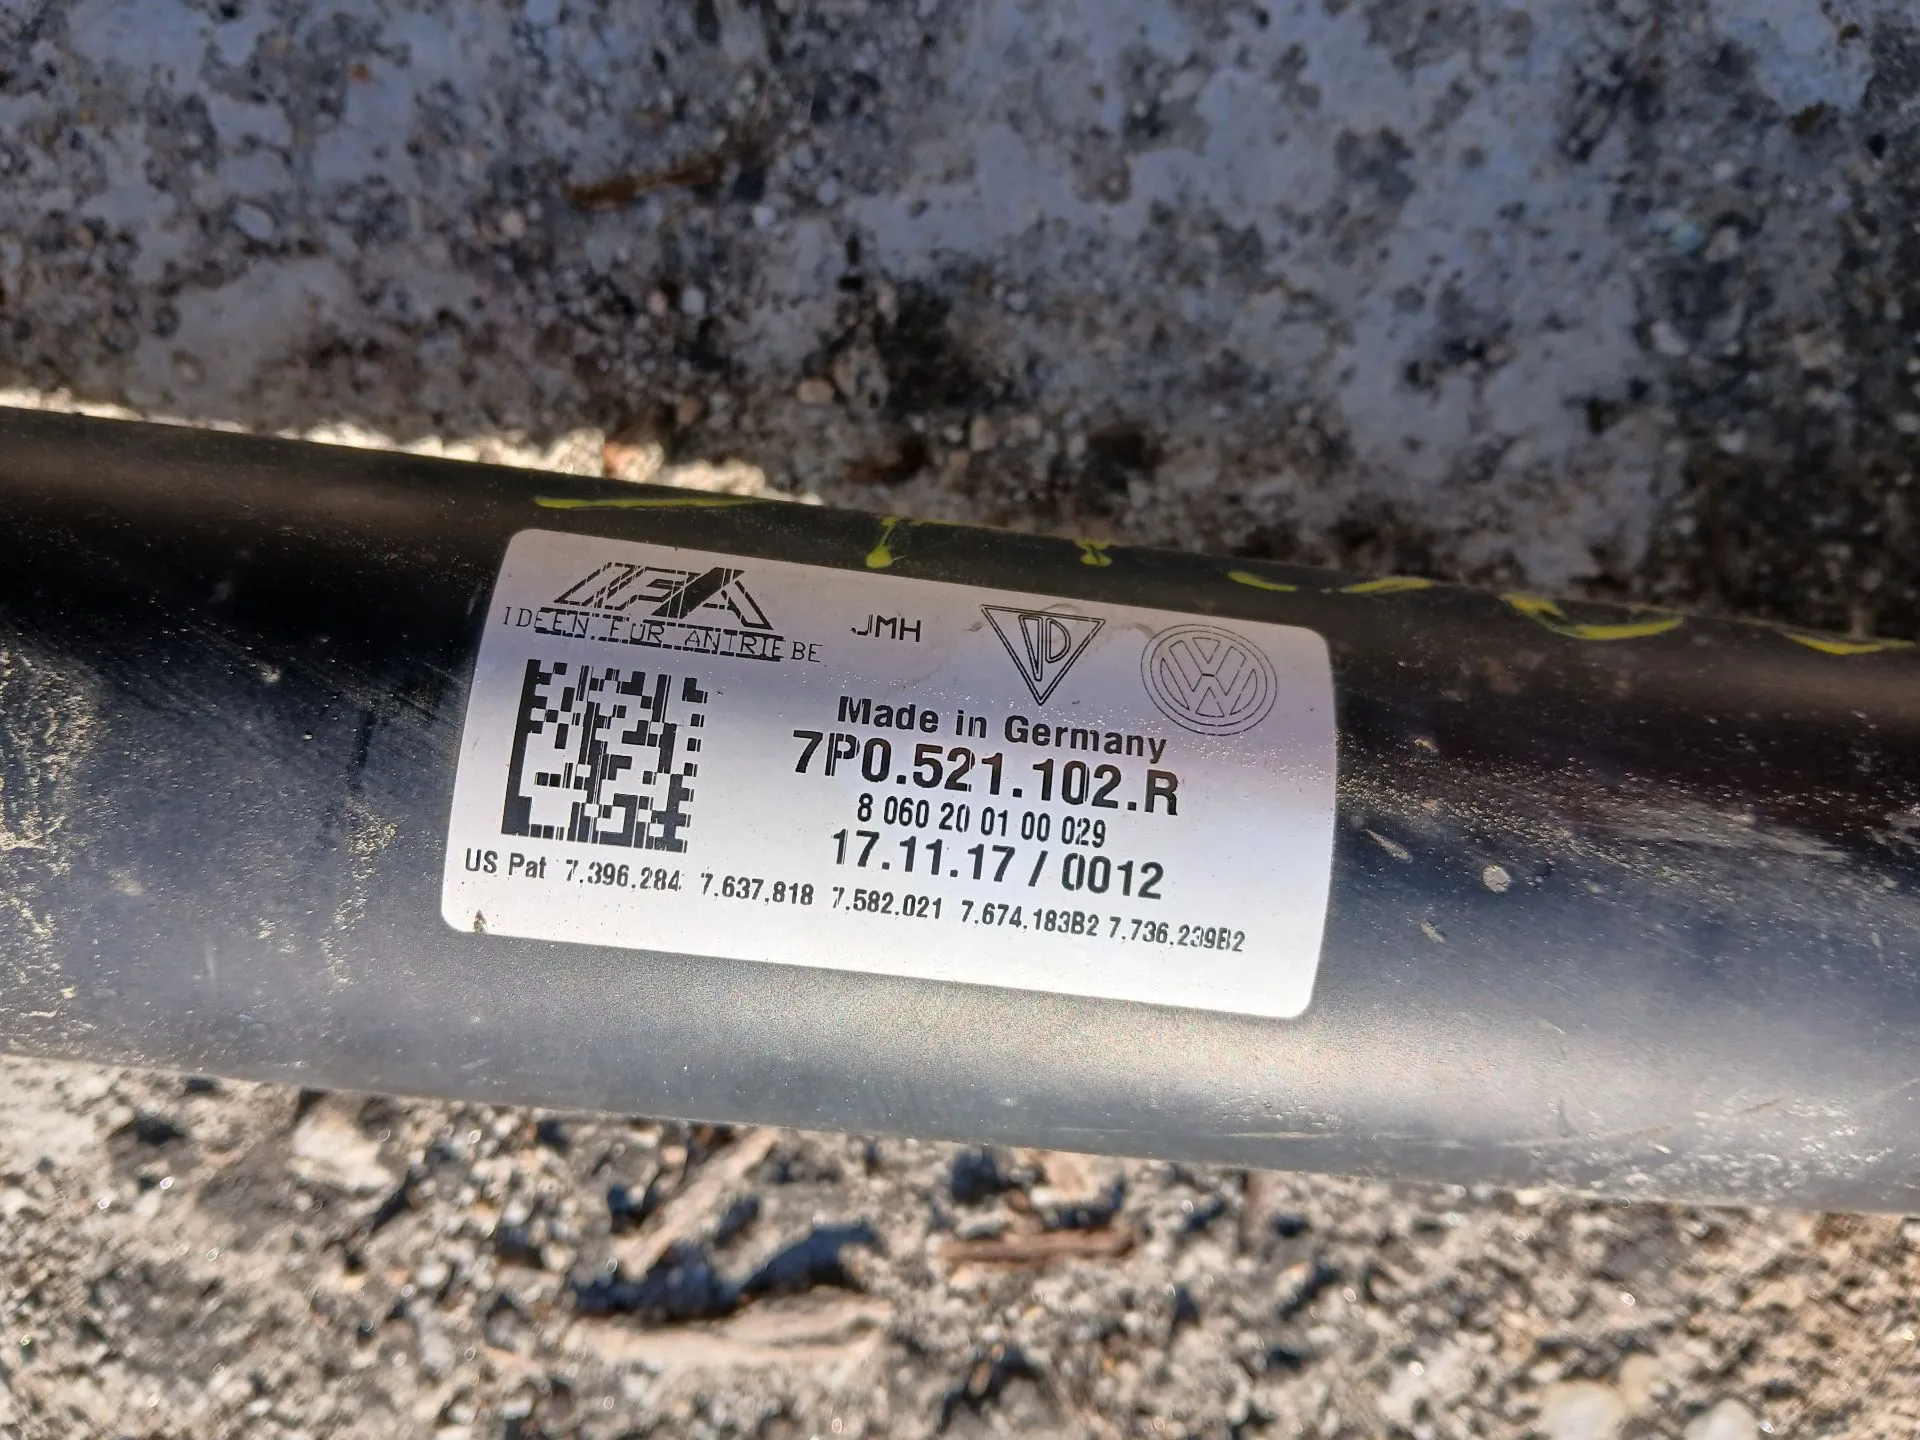 IFA
IDEEN FÜR ANTRIEBE
JMH
Made in Germany
7P0.521.102.R
8 060 20 01 00 029
17.11.17 / 0012
US Pat 7.396,284 7,637,818 7.582,021 7.674,183B2 7,736,239B2